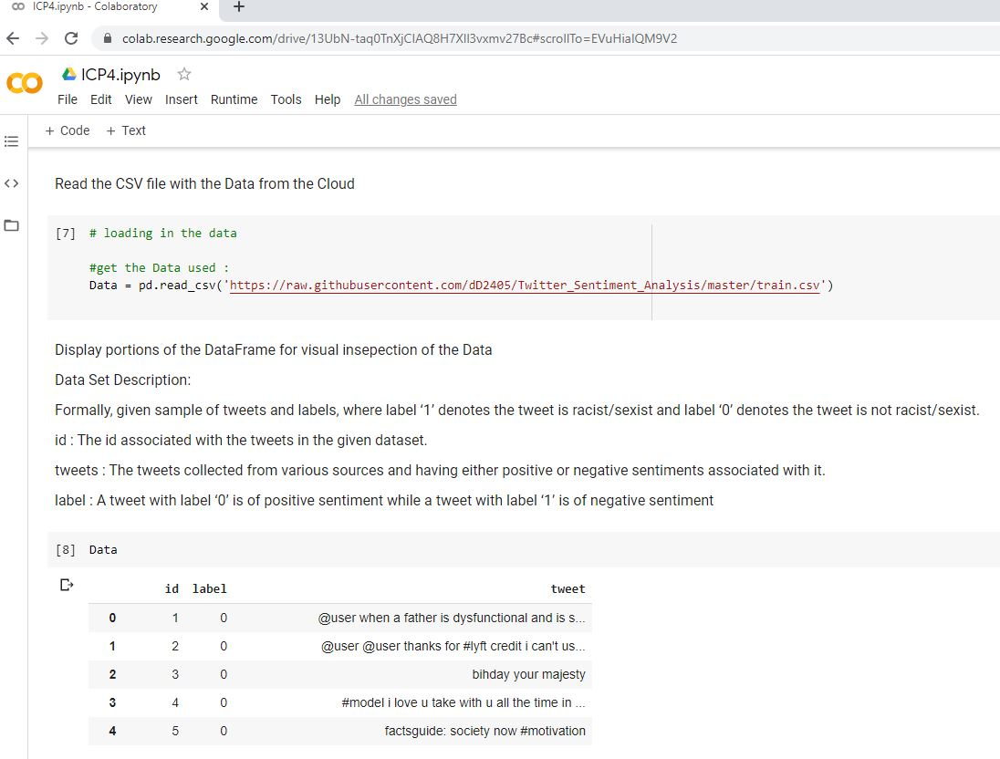 ICP4.ipynb - Colaboratory
colab.research.google.com/drive/13UbN-taq0TnXjCIAQ8H7XIl3vxmv27Bc#scrollTo=EVuHialQM9V2
ICP4.ipynb
File Edit View Insert Runtime Tools Help All changes saved
+ Code + Text
Read the CSV file with the Data from the Cloud
[7] # loading in the data
#get the Data used :
Data = pd.read_csv('https://raw.githubusercontent.com/dD2405/Twitter_Sentiment_Analysis/master/train.csv')
Display portions of the DataFrame for visual insepection of the Data
Data Set Description:
Formally, given sample of tweets and labels, where label ‘1’ denotes the tweet is racist/sexist and label ‘0’ denotes the tweet is not racist/sexist.
id : The id associated with the tweets in the given dataset.
tweets : The tweets collected from various sources and having either positive or negative sentiments associated with it.
label : A tweet with label ‘0’ is of positive sentiment while a tweet with label ‘1’ is of negative sentiment
[8] Data
id label tweet
0 1 0 @user when a father is dysfunctional and is s...
1 2 0 @user @user thanks for #lyft credit i can't us...
2 3 0 bihday your majesty
3 4 0 #model i love u take with u all the time in ...
4 5 0 factsguide: society now #motivation